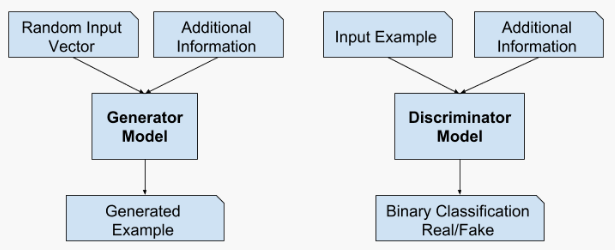 Random Input
Vector
Additional
Information
Input Example
Additional
Information
Generator
Model
Discriminator
Model
Generated
Example
Binary Classification
Real/Fake